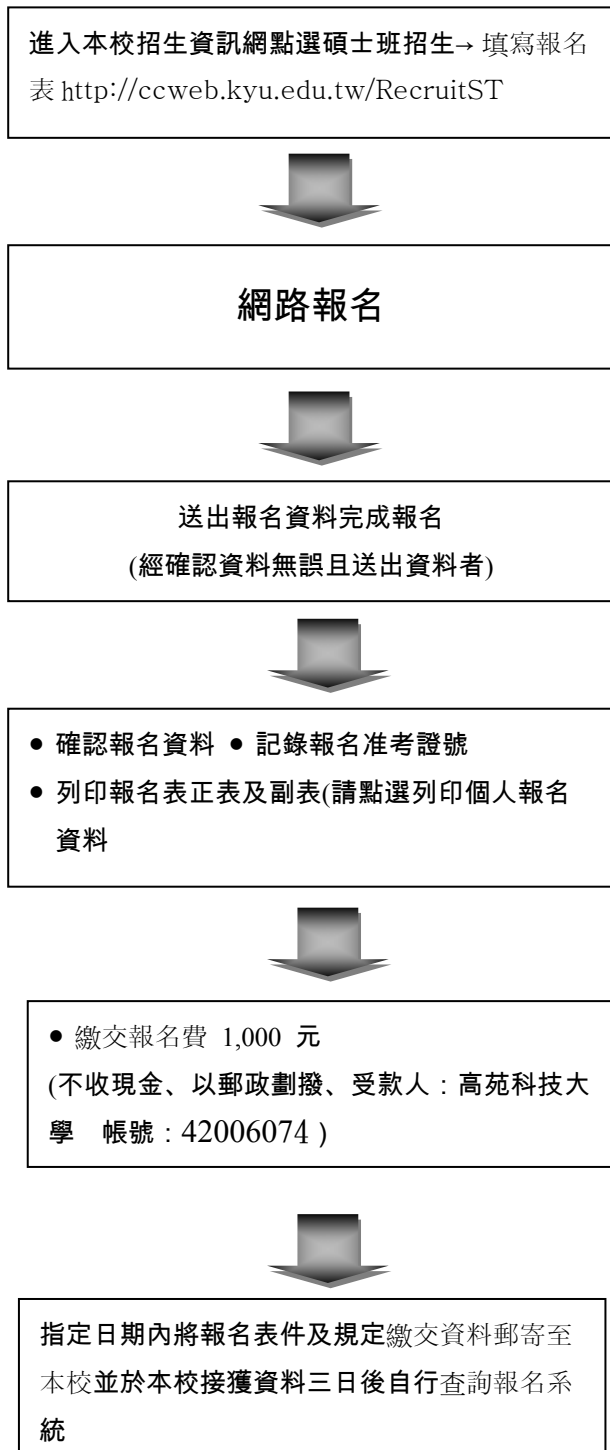 進入本校招生資訊網點選碩士班招生→ 填寫報名
表 http://ccweb.kyu.edu.tw/RecruitST
網路報名
送出報名資料完成報名
(經確認資料無誤且送出資料者)
● 確認報名資料 ● 記錄報名准考證號
● 列印報名表正表及副表(請點選列印個人報名
資料
● 繳交報名費 1,000 元
(不收現金、以郵政劃撥、受款人：高苑科技大
學　帳號：42006074 )
指定日期內將報名表件及規定繳交資料郵寄至
本校並於本校接獲資料三日後自行查詢報名系
統